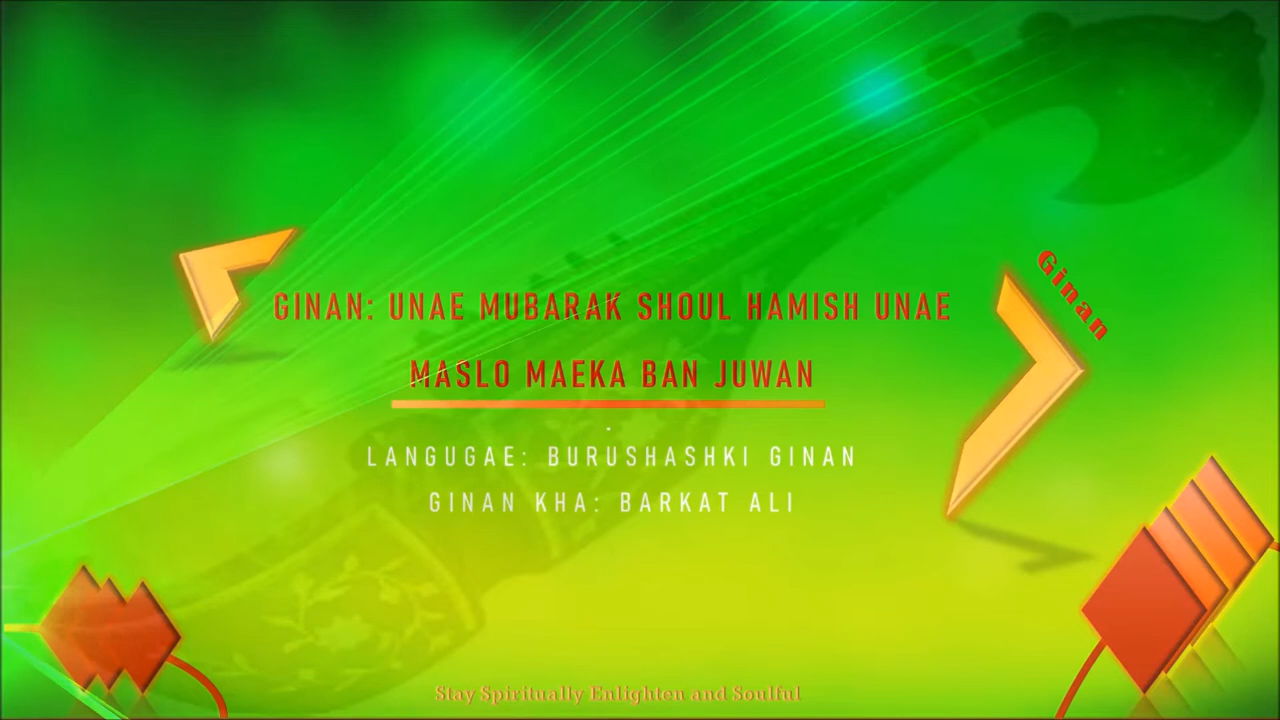 GINAN: UNAE MUBARAK SHOUL HAMISH UNAE
MASLO MAEKA BAN JUWAN
.
LANGUGAE: BURUSHASHKI GINAN
GINAN KHA: BARKAT ALI
Ginan
Stay Spiritually Enlighten and Soulful